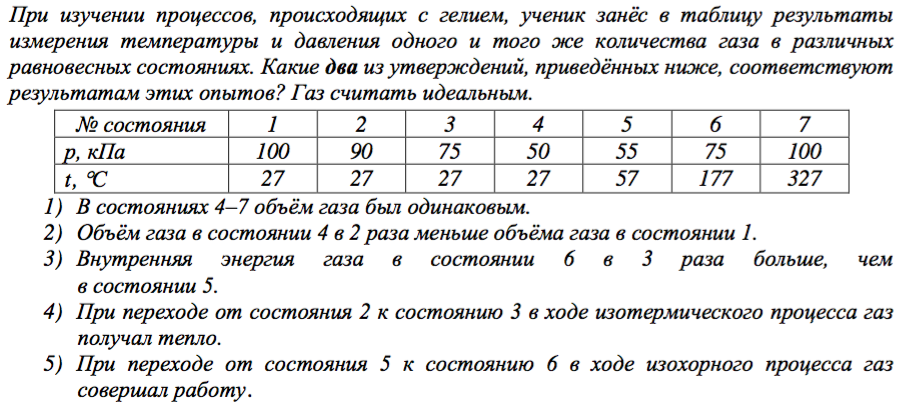 При изучении процессов, происходящих с гелием, ученик занёс в таблицу результаты
измерения температуры и давления одного и того же количества газа в различных
равновесных состояниях. Какие два из утверждений, приведённых ниже, соответствуют
результатам этих опытов? Газ считать идеальным.
№ состояния 1 2 3 4 5 6 7
р, кПа 100 90 75 50 55 75 100
t, °С 27 27 27 27 57 177 327
1) В состояниях 4–7 объём газа был одинаковым.
2) Объём газа в состоянии 4 в 2 раза меньше объёма газа в состоянии 1.
3) Внутренняя энергия газа в состоянии 6 в 3 раза больше, чем
в состоянии 5.
4) При переходе от состояния 2 к состоянию 3 в ходе изотермического процесса газ
получал тепло.
5) При переходе от состояния 5 к состоянию 6 в ходе изохорного процесса газ
совершал работу.